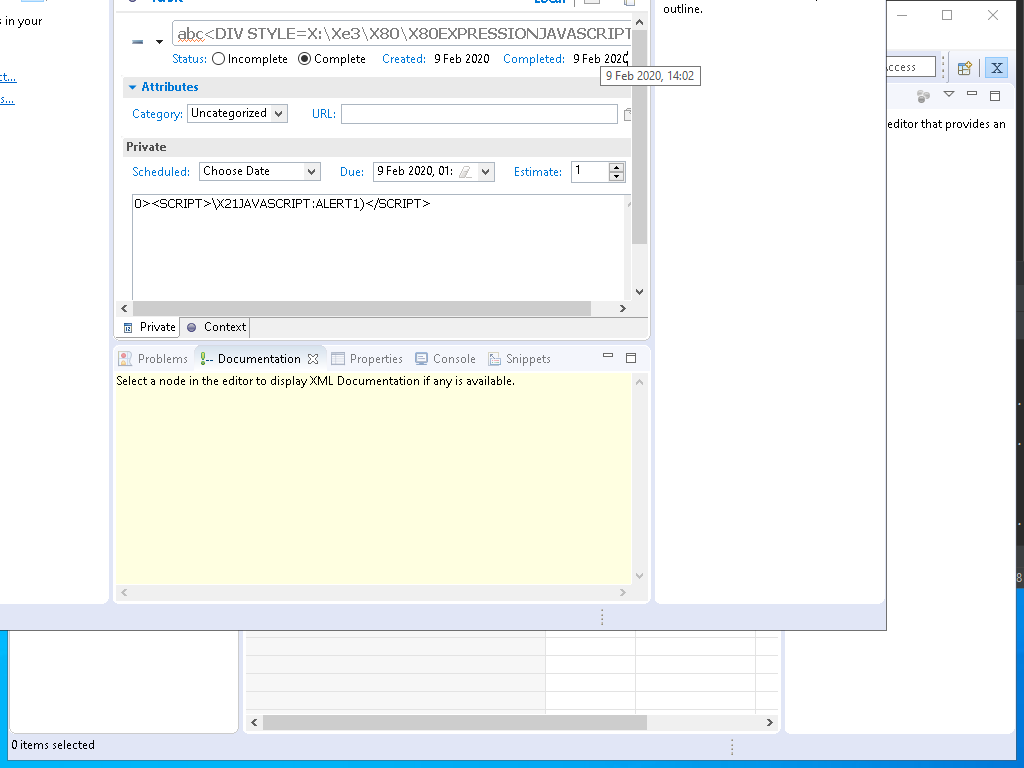 outline.
s in your
abc<DIV STYLE=X:\Xe3\X80\X80EXPRESSIONJAVASCRIPT
Status: Incomplete Complete Created: 9 Feb 2020 Completed: 9 Feb 2020
9 Feb 2020, 14:02
ccess
ct...
s...
Attributes
Category: Uncategorized URL:
editor that provides an
Private
Scheduled: Choose Date Due: 9 Feb 2020, 01: Estimate: 1
0><SCRIPT>\X21JAVASCRIPT:ALERT1)</SCRIPT>
Private Context
Problems Documentation Properties Console Snippets
Select a node in the editor to display XML Documentation if any is available.
8
0 items selected